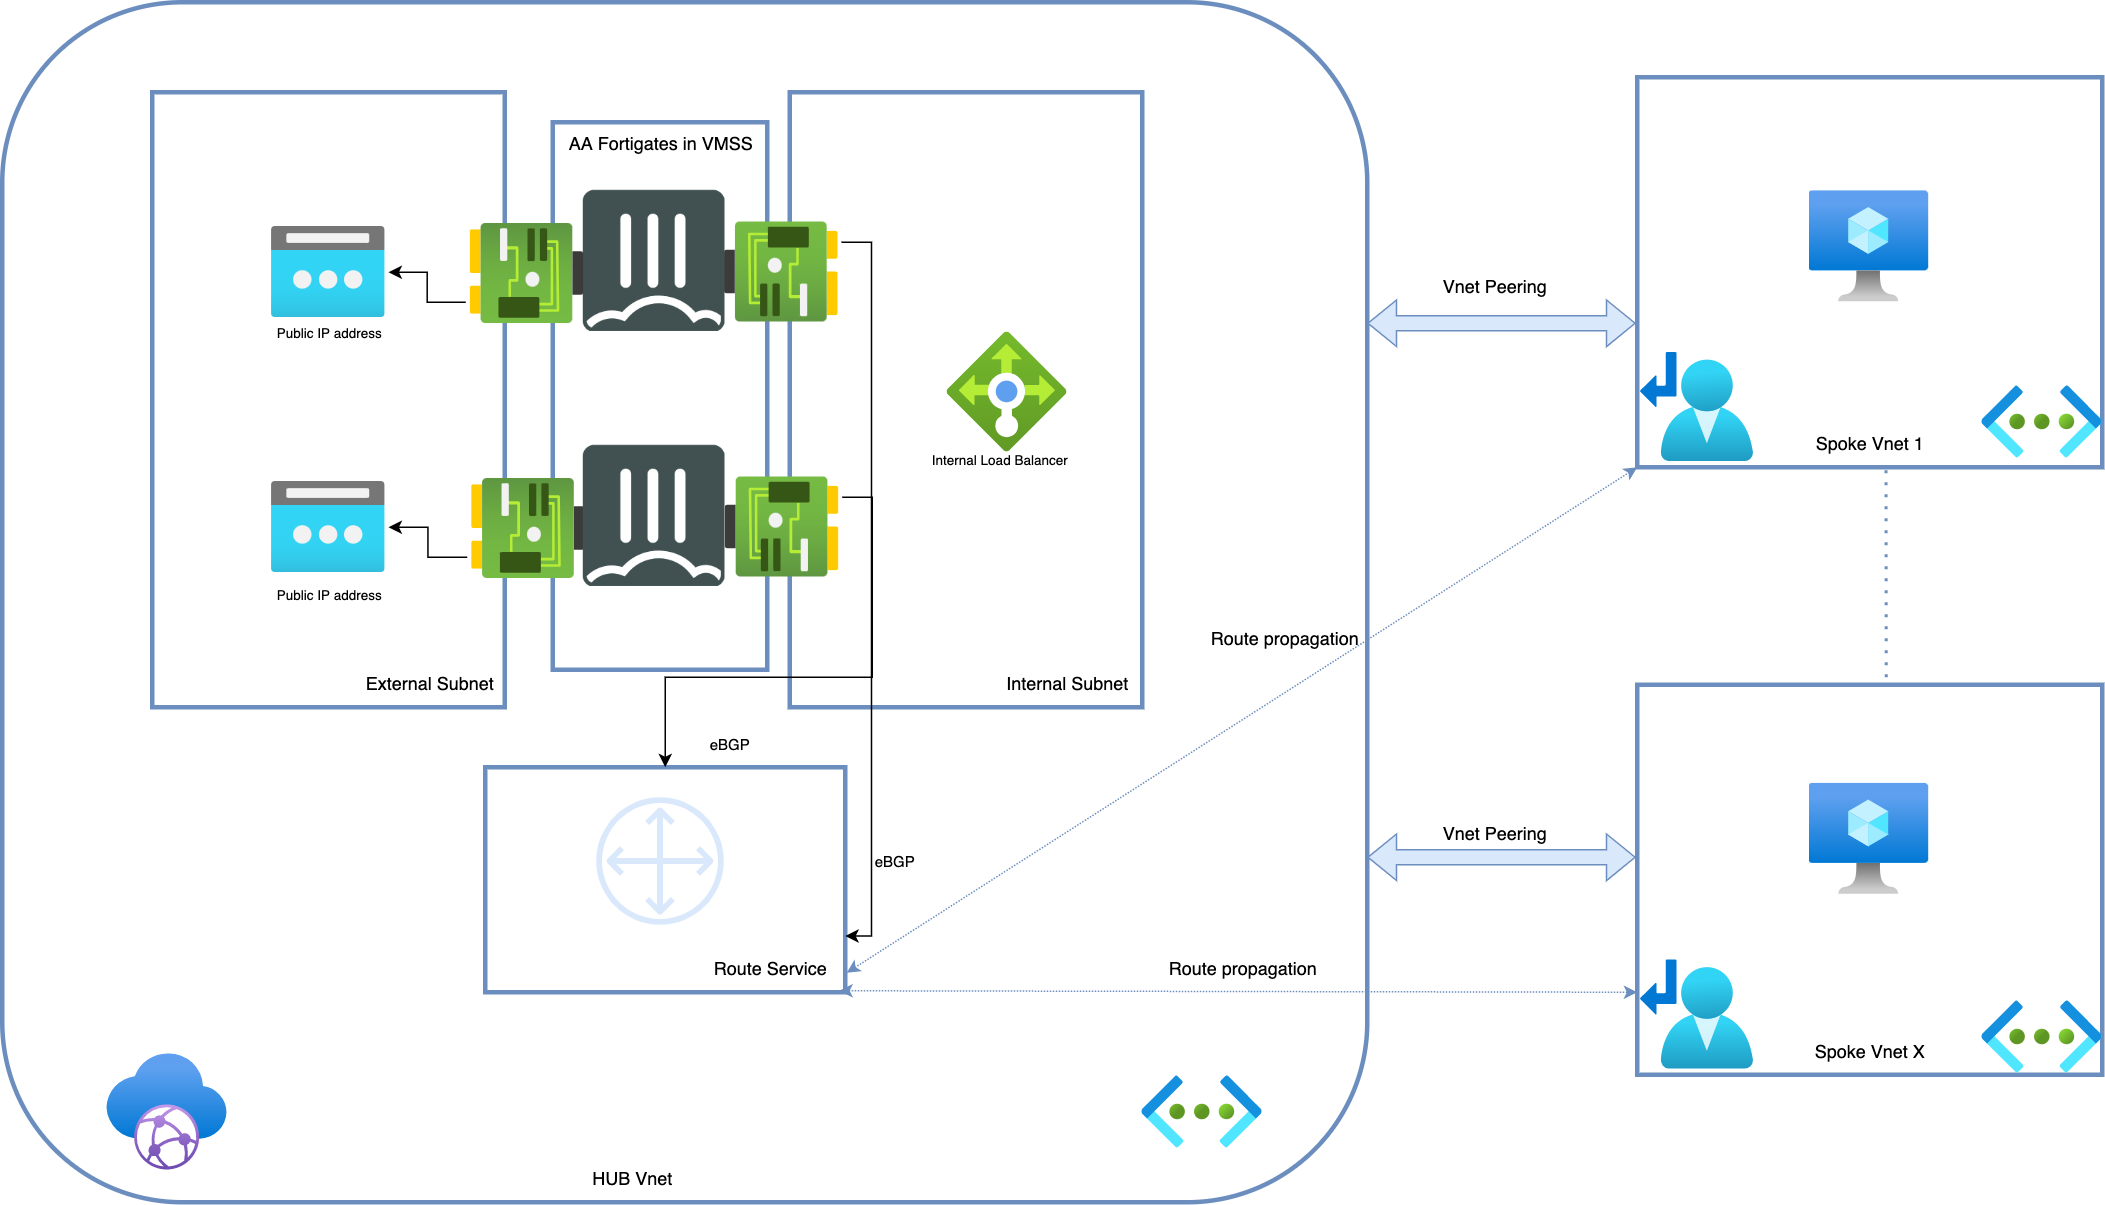 AA Fortigates in VMSS
Public IP address
Public IP address
External Subnet
Internal Load Balancer
Internal Subnet
eBGP
eBGP
Route Service
HUB Vnet
Vnet Peering
Spoke Vnet 1
Route propagation
Vnet Peering
Route propagation
Spoke Vnet X